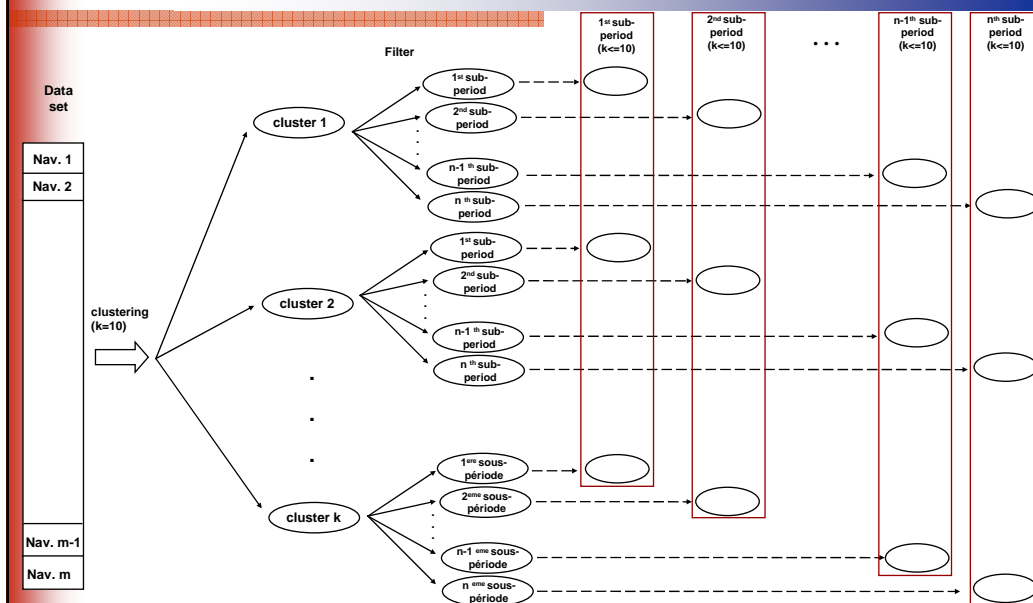 Data
set
Nav. 1
Nav. 2
Nav. m-1
Nav. m
clustering
(k=10)
Filter
cluster 1
1st sub-
period
2nd sub-
period
n-1 th sub-
period
n th sub-
period
cluster 2
1st sub-
period
2nd sub-
period
n-1 th sub-
period
n th sub-
period
cluster k
1ere sous-
période
2eme sous-
période
n-1 eme sous-
période
n eme sous-
période
1st sub-
period
(k<=10)
2nd sub-
period
(k<=10)
...
n-1th sub-
period
(k<=10)
nth sub-
period
(k<=10)